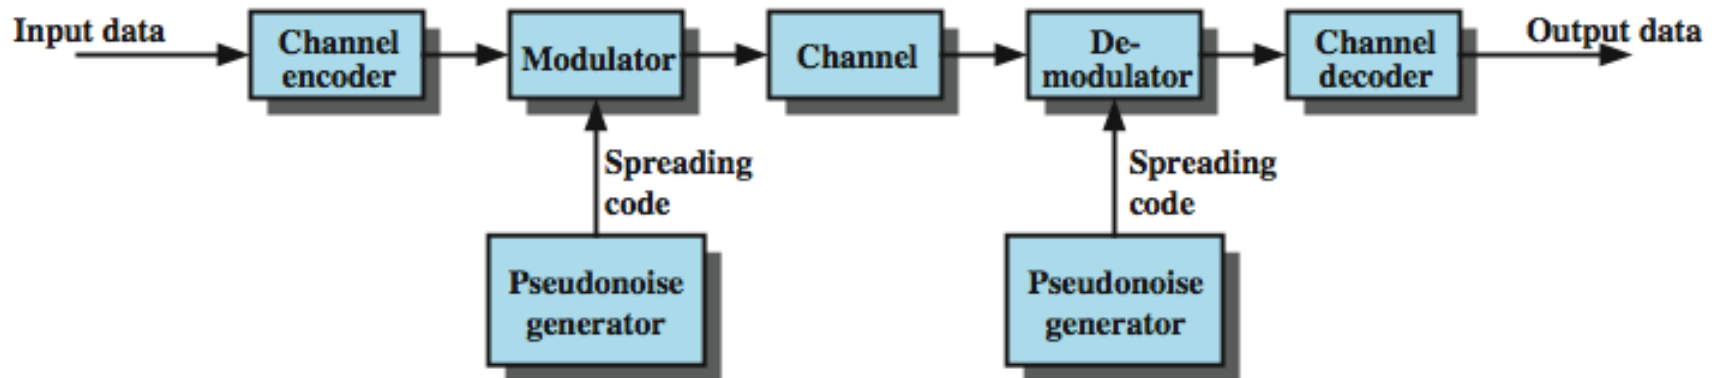 Input data
Channel
encoder
Modulator
Channel
De-
modulator
Channel
decoder
Output data
Spreading
code
Spreading
code
Pseudonoise
generator
Pseudonoise
generator